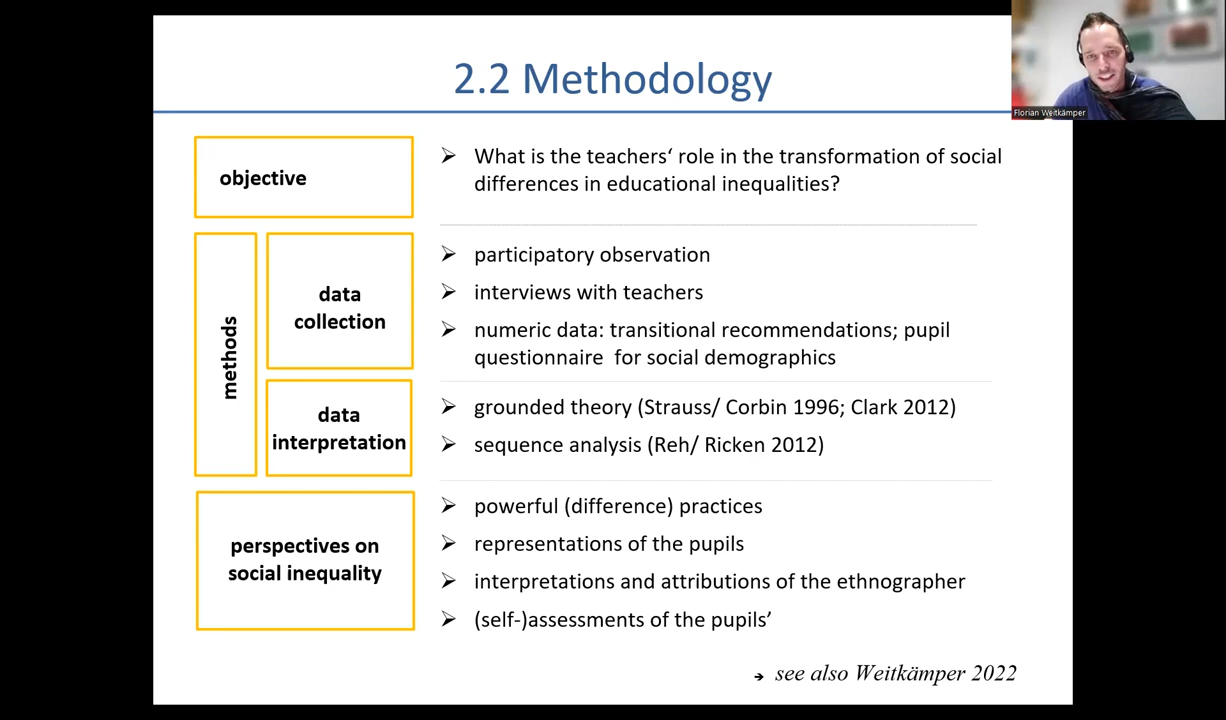 2.2 Methodology
Florian Weitkämper
objective
➢ What is the teachers‘ role in the transformation of social
differences in educational inequalities?
methods
data
collection
➢ participatory observation
➢ interviews with teachers
➢ numeric data: transitional recommendations; pupil
questionnaire for social demographics
data
interpretation
➢ grounded theory (Strauss/ Corbin 1996; Clark 2012)
➢ sequence analysis (Reh/ Ricken 2012)
perspectives on
social inequality
➢ powerful (difference) practices
➢ representations of the pupils
➢ interpretations and attributions of the ethnographer
➢ (self-)assessments of the pupils’
➔ see also Weitkämper 2022